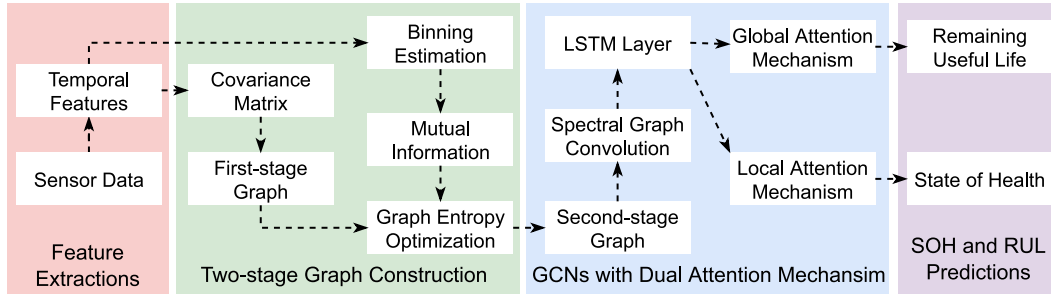 Temporal
Features
Sensor Data
Feature
Extractions
Covariance
Matrix
First-stage
Graph
Binning
Estimation
Mutual
Information
Graph Entropy
Optimization
Two-stage Graph Construction
LSTM Layer
Spectral Graph
Convolution
Second-stage
Graph
Global Attention
Mechanism
Local Attention
Mechanism
GCNs with Dual Attention Mechansim
Remaining
Useful Life
State of Health
SOH and RUL
Predictions